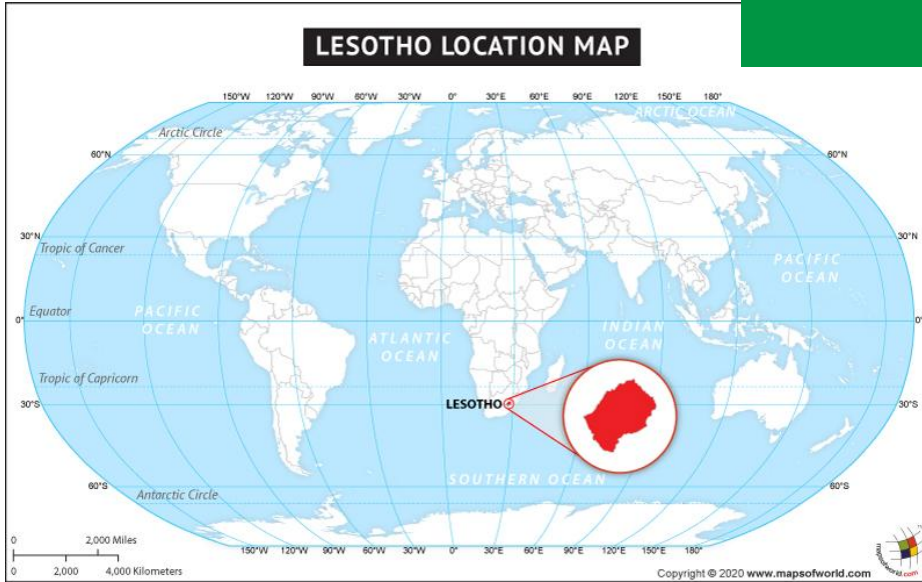 LESOTHO LOCATION MAP
150°W 120°W 90°W 60°W 30°W 0° 30°E 60°E 90°E 120°E 150°E 180°
ARCTIC OCEAN
Arctic Circle
60°N 60°N
30°N 30°N
Tropic of Cancer
PACIFIC
OCEAN
Equator
PACIFIC
OCEAN
0° 0°
ATLANTIC
OCEAN
INDIAN
OCEAN
Tropic of Capricorn
30°S 30°S
LESOTHO
SOUTHERN OCEAN
60°S 60°S
Antarctic Circle
150°W 120°W 90°W 60°W 30°W 0° 30°E 60°E 90°E 120°E 150°E 180°
0 2,000 Miles
0 2,000 4,000 Kilometers
mapsofworld.com
Copyright © 2020 www.mapsofworld.com